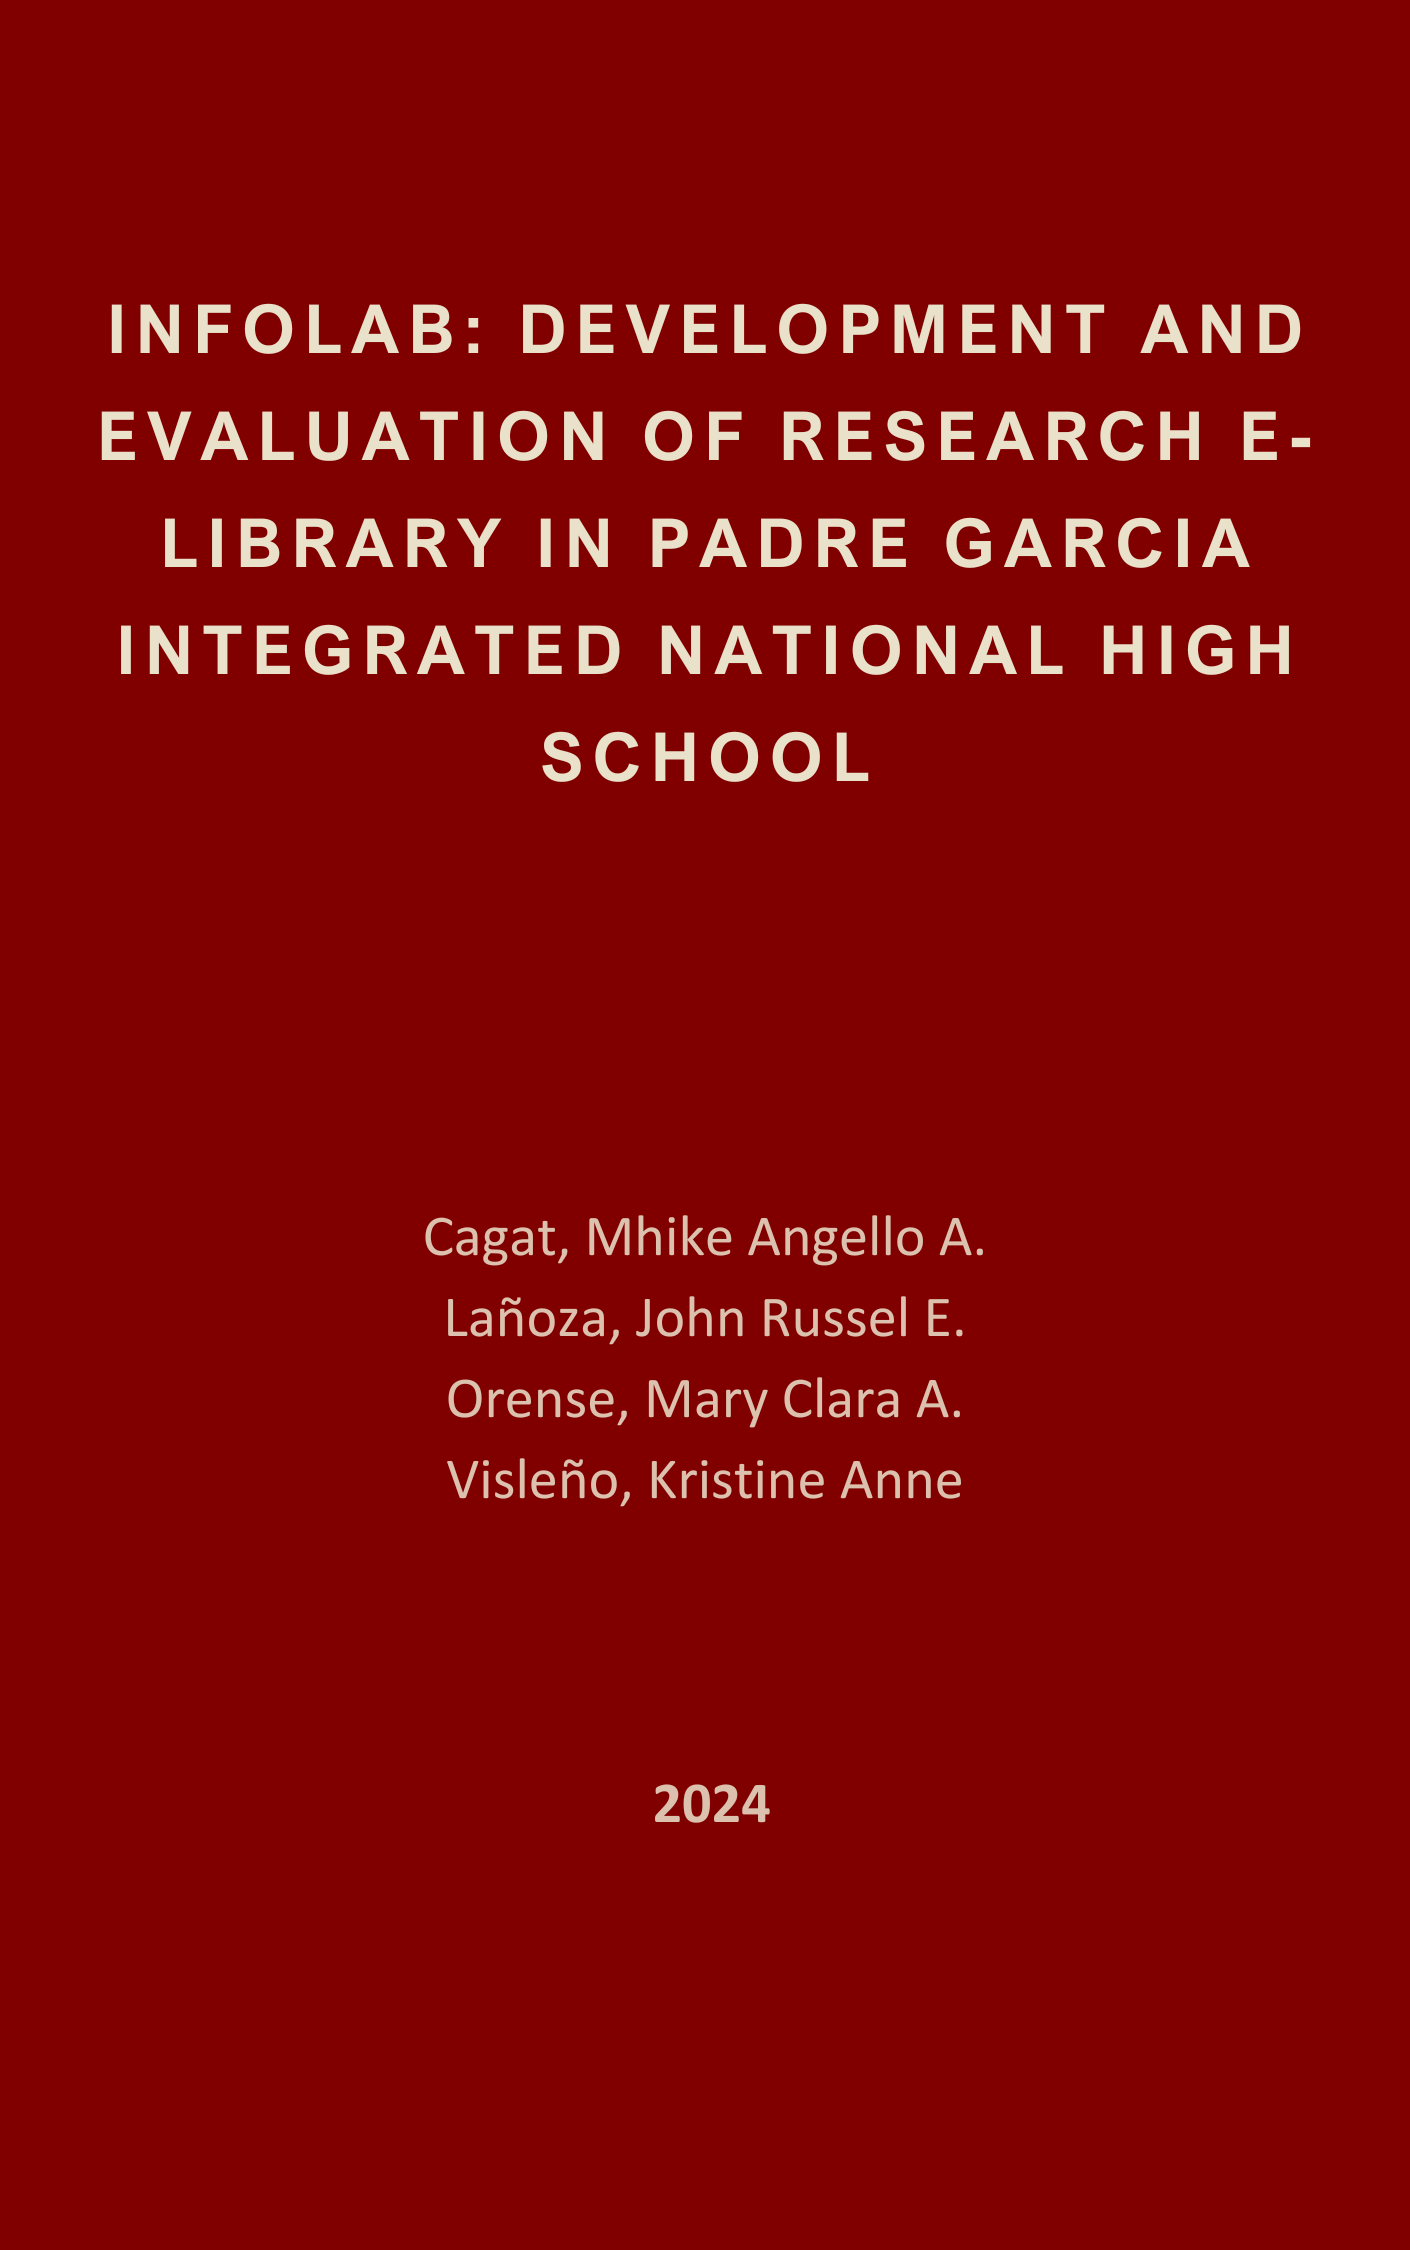 INFOLAB: DEVELOPMENT AND
EVALUATION OF RESEARCH E-
LIBRARY IN PADRE GARCIA
INTEGRATED NATIONAL HIGH
SCHOOL
Cagat, Mhike Angello A.
Lañoza, John Russel E.
Orense, Mary Clara A.
Visleño, Kristine Anne
2024